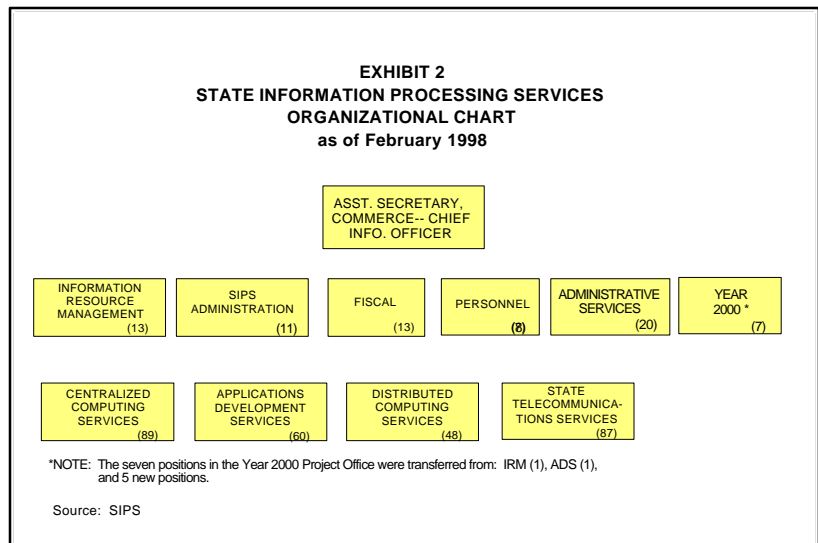 EXHIBIT 2
STATE INFORMATION PROCESSING SERVICES
ORGANIZATIONAL CHART
as of February 1998
ASST. SECRETARY,
COMMERCE-- CHIEF
INFO. OFFICER
INFORMATION
RESOURCE
MANAGEMENT
(13)
SIPS
ADMINISTRATION
(11)
FISCAL
(13)
PERSONNEL
ADMINISTRATIVE
SERVICES
(20)
YEAR
2000 *
(7)
CENTRALIZED
COMPUTING
SERVICES
(89)
APPLICATIONS
DEVELOPMENT
SERVICES
(60)
DISTRIBUTED
COMPUTING
SERVICES
(48)
STATE
TELECOMMUNICA-
TIONS SERVICES
(87)
*NOTE: The seven positions in the Year 2000 Project Office were transferred from: IRM (1), ADS (1),
and 5 new positions.
Source: SIPS